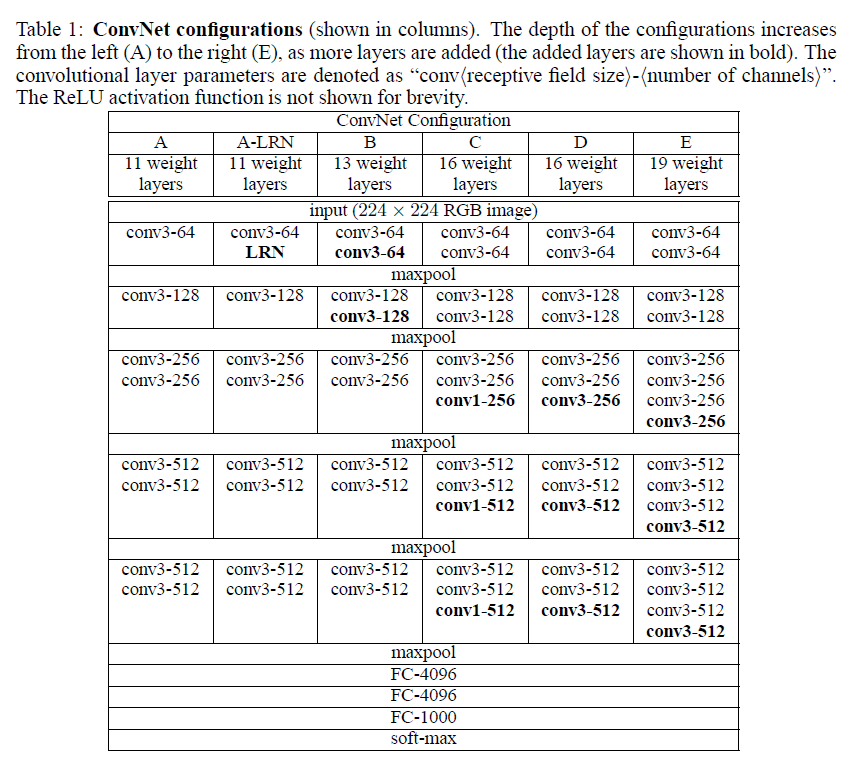 Table 1: ConvNet configurations (shown in columns). The depth of the configurations increases
from the left (A) to the right (E), as more layers are added (the added layers are shown in bold). The
convolutional layer parameters are denoted as “conv⟨receptive field size⟩-⟨number of channels⟩”.
The ReLU activation function is not shown for brevity.
ConvNet Configuration
A A-LRN B C D E
11 weight 11 weight 13 weight 16 weight 16 weight 19 weight
layers layers layers layers layers layers
input (224 × 224 RGB image)
conv3-64 conv3-64 conv3-64 conv3-64 conv3-64 conv3-64
LRN conv3-64 conv3-64 conv3-64 conv3-64
maxpool
conv3-128 conv3-128 conv3-128 conv3-128 conv3-128 conv3-128
conv3-128 conv3-128 conv3-128 conv3-128
maxpool
conv3-256 conv3-256 conv3-256 conv3-256 conv3-256 conv3-256
conv3-256 conv3-256 conv3-256 conv3-256 conv3-256 conv3-256
conv1-256 conv3-256 conv3-256
conv3-256
maxpool
conv3-512 conv3-512 conv3-512 conv3-512 conv3-512 conv3-512
conv3-512 conv3-512 conv3-512 conv3-512 conv3-512 conv3-512
conv1-512 conv3-512 conv3-512
conv3-512
maxpool
conv3-512 conv3-512 conv3-512 conv3-512 conv3-512 conv3-512
conv3-512 conv3-512 conv3-512 conv3-512 conv3-512 conv3-512
conv1-512 conv3-512 conv3-512
conv3-512
maxpool
FC-4096
FC-4096
FC-1000
soft-max